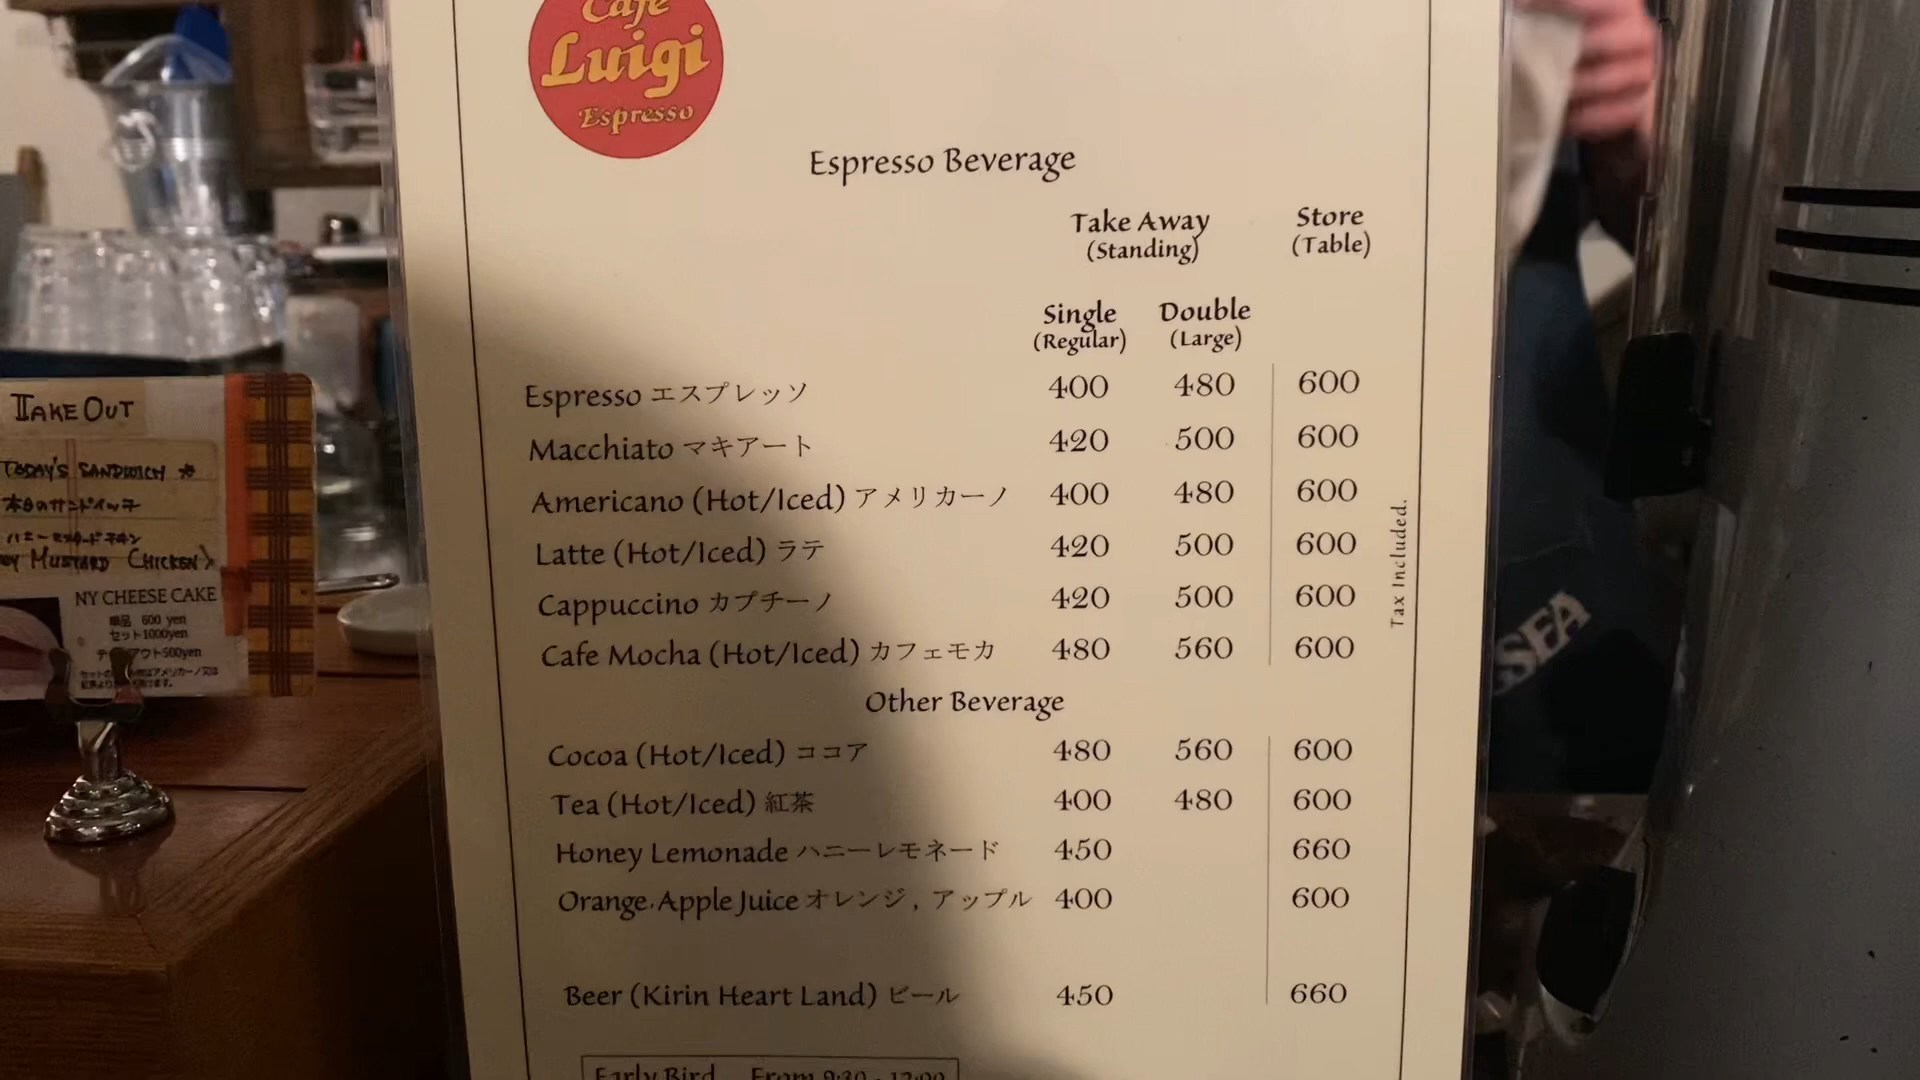 Cafe
Luigi
Espresso
Espresso Beverage
Take Away
(Standing)
Store
(Table)
Single
(Regular)
Double
(Large)
Espresso エスプレッソ 400 480 600
Macchiato マキアート 420 500 600
Americano (Hot/Iced) アメリカーノ 400 480 600
Latte (Hot/Iced) ラテ 420 500 600
Cappuccino カプチーノ 420 500 600
Cafe Mocha (Hot/Iced) カフェモカ 480 560 600
Tax Included.
Other Beverage
Cocoa (Hot/Iced) ココア 480 560 600
Tea (Hot/Iced) 紅茶 400 480 600
Honey Lemonade ハニーレモネード 450 660
Orange·Apple Juice オレンジ, アップル 400 600
Beer (Kirin Heart Land) ビール 450 660
Early Bird From 9:30 - 12:00
TAKE OUT
TODAY'S SANDWICH ☆
本日のサンドイッチ
ハニーマスタードチキン
MUSTARD CHICKEN
NY CHEESE CAKE
単品 600 yen
セット1000yen
アウト500yen